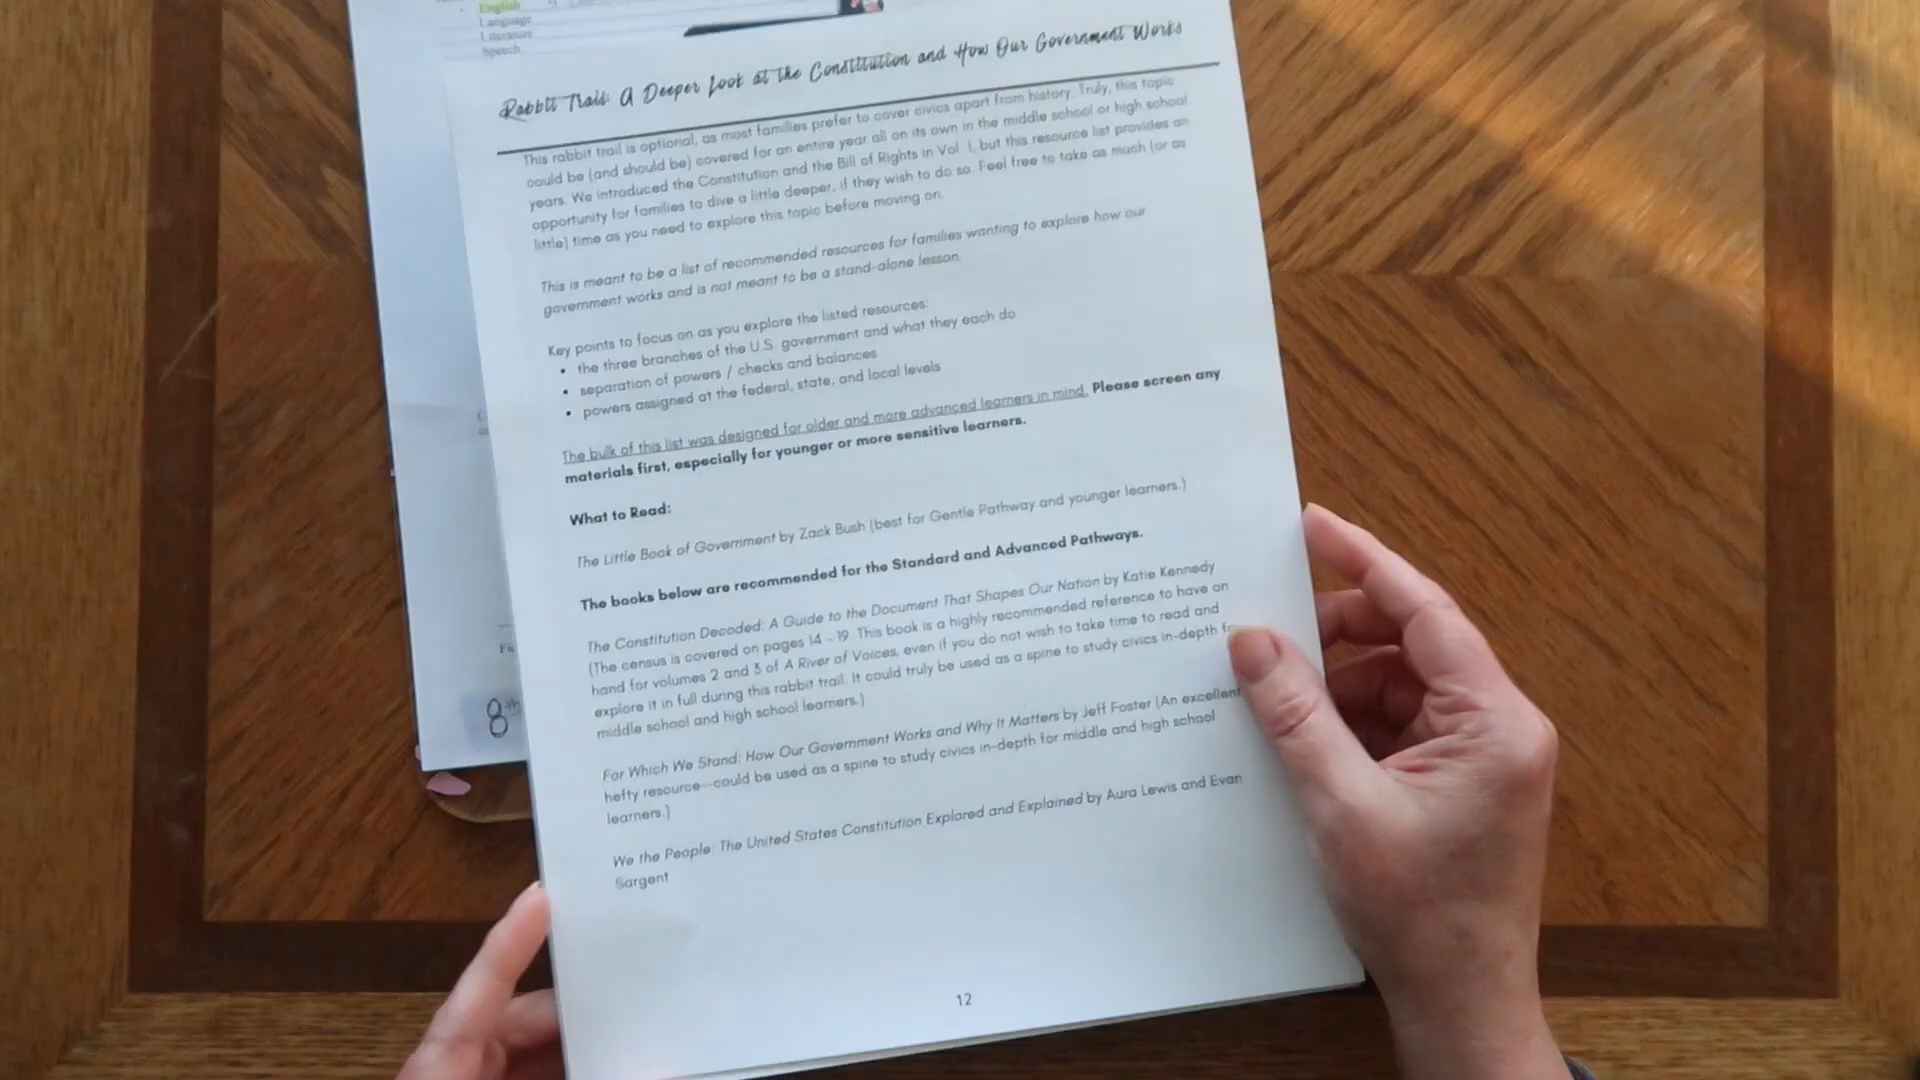 English
Language
Literature
Speech
Rabbit Trail: A Deeper Look at the Constitution and How Our Government Works
This rabbit trail is optional, as most families prefer to cover civics apart from history. Truly, this topic
could be (and should be) covered for an entire year all on its own in the middle school or high school
years. We introduced the Constitution and the Bill of Rights in Vol. 1, but this resource list provides an
opportunity for families to dive a little deeper, if they wish to do so. Feel free to take as much (or as
little) time as you need to explore this topic before moving on.
This is meant to be a list of recommended resources for families wanting to explore how our
government works and is not meant to be a stand-alone lesson.
Key points to focus on as you explore the listed resources:
• the three branches of the U.S. government and what they each do
• separation of powers / checks and balances
• powers assigned at the federal, state, and local levels
The bulk of this list was designed for older and more advanced learners in mind. Please screen any
materials first, especially for younger or more sensitive learners.
What to Read:
The Little Book of Government by Zack Bush (best for Gentle Pathway and younger learners.)
The books below are recommended for the Standard and Advanced Pathways.
The Constitution Decoded: A Guide to the Document That Shapes Our Nation by Katie Kennedy
(The census is covered on pages 14 - 19. This book is a highly recommended reference to have on
hand for volumes 2 and 3 of A River of Voices, even if you do not wish to take time to read and
explore it in full during this rabbit trail. It could truly be used as a spine to study civics in-depth
middle school and high school learners.)
For Which We Stand: How Our Government Works and Why It Matters by Jeff Foster (An excellent
hefty resource--could be used as a spine to study civics in-depth for middle and high school
learners.)
We the People: The United States Constitution Explored and Explained by Aura Lewis and Evan
Sargent
12
8th